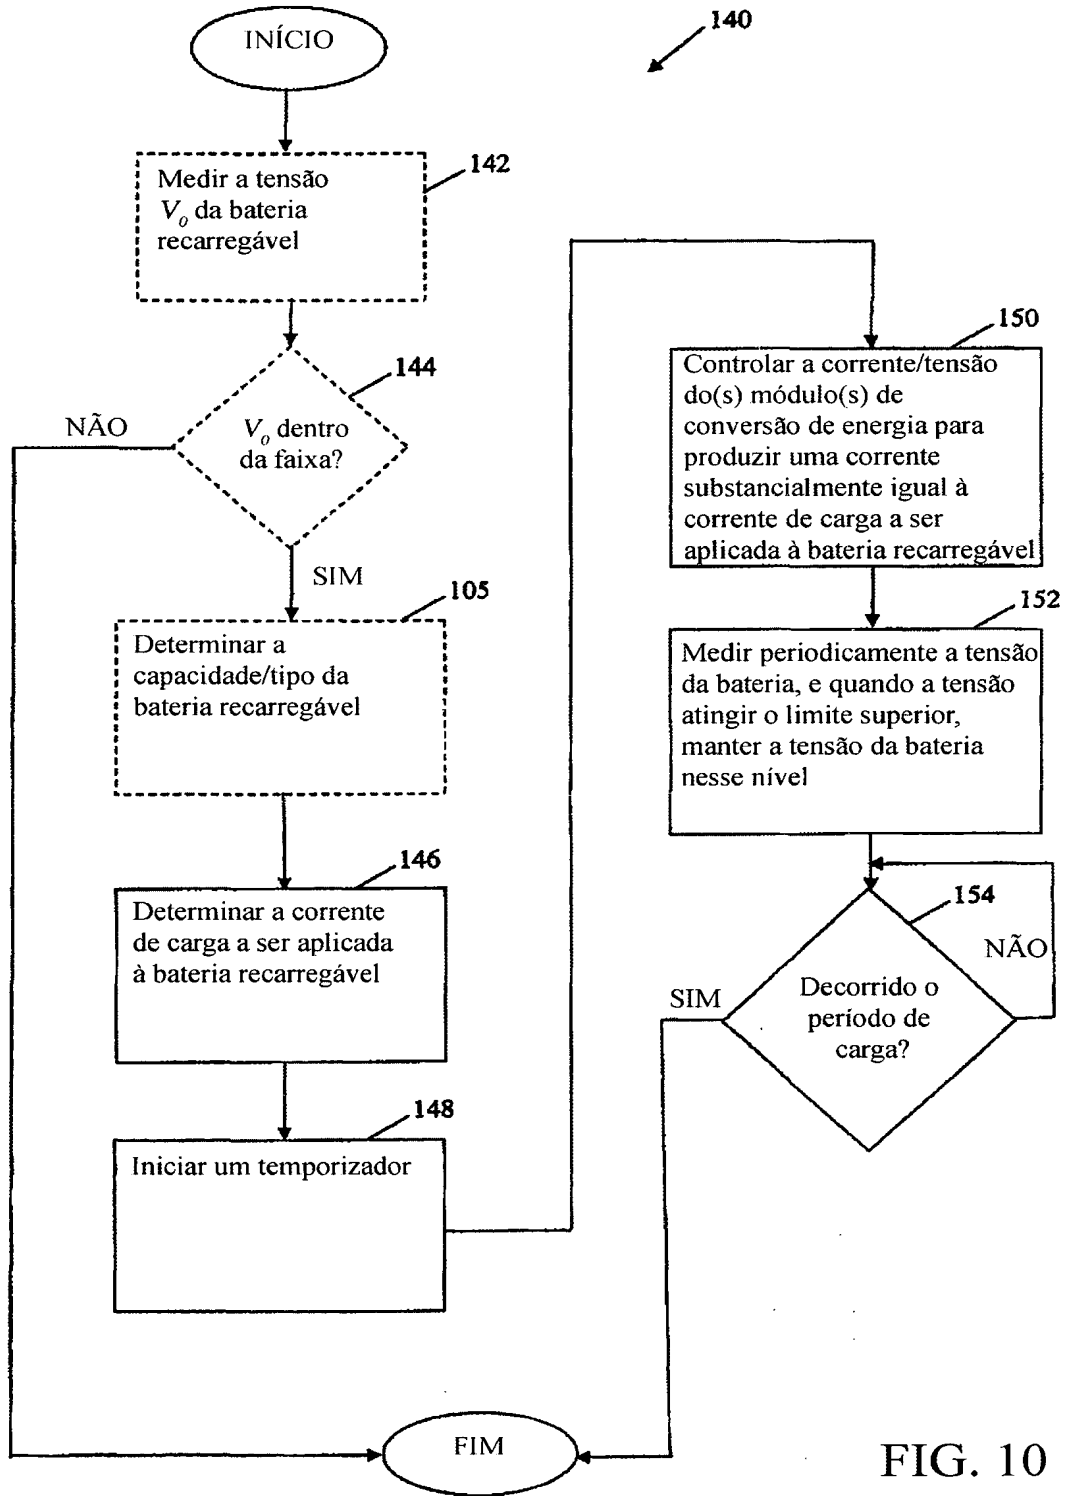 INÍCIO
140
142
Medir a tensão
V₀ da bateria
recarregável
144
NÃO
V₀ dentro
da faixa?
SIM
105
Determinar a
capacidade/tipo da
bateria recarregável
146
Determinar a corrente
de carga a ser aplicada
à bateria recarregável
148
Iniciar um temporizador
150
Controlar a corrente/tensão
do(s) módulo(s) de
conversão de energia para
produzir uma corrente
substancialmente igual à
corrente de carga a ser
aplicada à bateria recarregável
152
Medir periodicamente a tensão
da bateria, e quando a tensão
atingir o limite superior,
manter a tensão da bateria
nesse nível
154
NÃO
SIM
Decorrido o
período de
carga?
FIM
FIG. 10